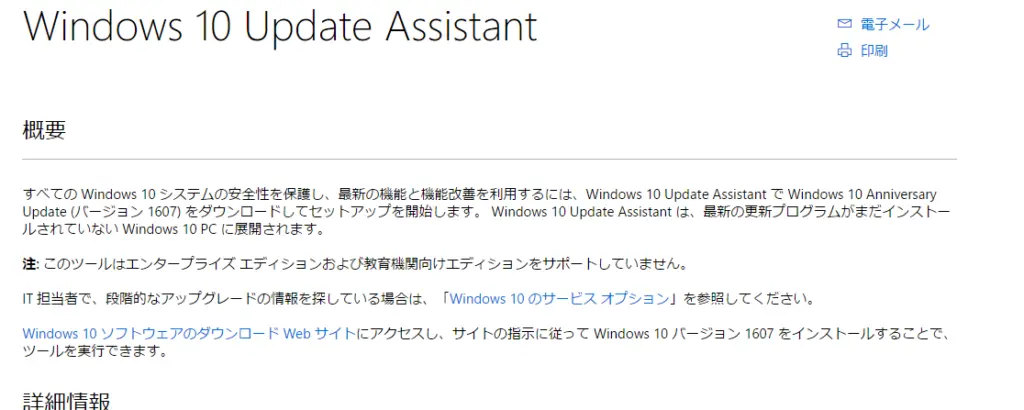 Windows 10 Update Assistant
電子メール
印刷
概要
すべての Windows 10 システムの安全性を保護し、最新の機能と機能改善を利用するには、Windows 10 Update Assistant で Windows 10 Anniversary
Update (バージョン 1607) をダウンロードしてセットアップを開始します。 Windows 10 Update Assistant は、最新の更新プログラムがまだインストー
ルされていない Windows 10 PC に展開されます。
注: このツールはエンタープライズ エディションおよび教育機関向けエディションをサポートしていません。
IT 担当者で、段階的なアップグレードの情報を探している場合は、「Windows 10 のサービス オプション」を参照してください。
Windows 10 ソフトウェアのダウンロード Web サイトにアクセスし、サイトの指示に従って Windows 10 バージョン 1607 をインストールすることで、
ツールを実行できます。
詳細情報